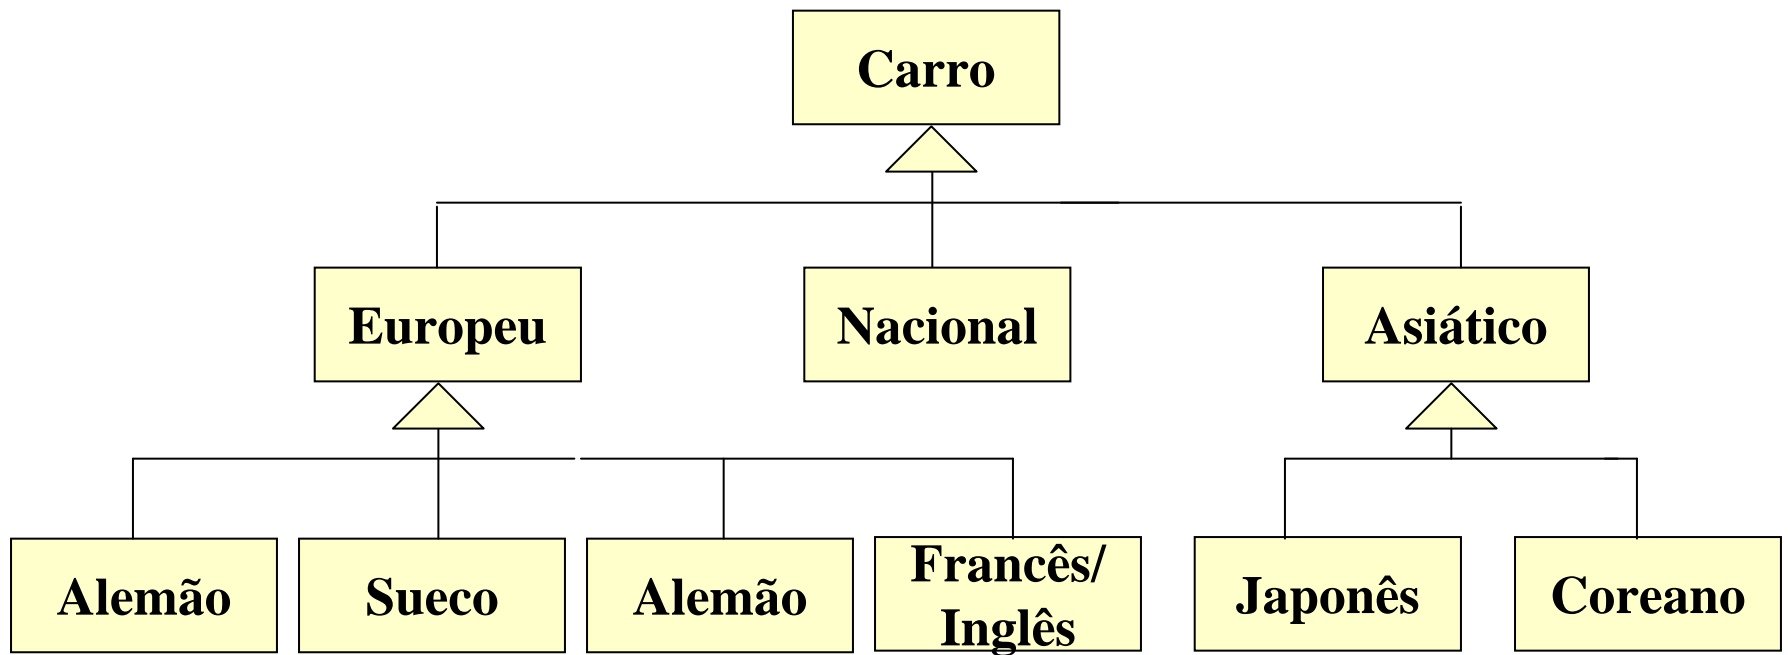 Carro
Europeu
Nacional
Asiático
Alemão
Sueco
Alemão
Francês/
Inglês
Japonês
Coreano